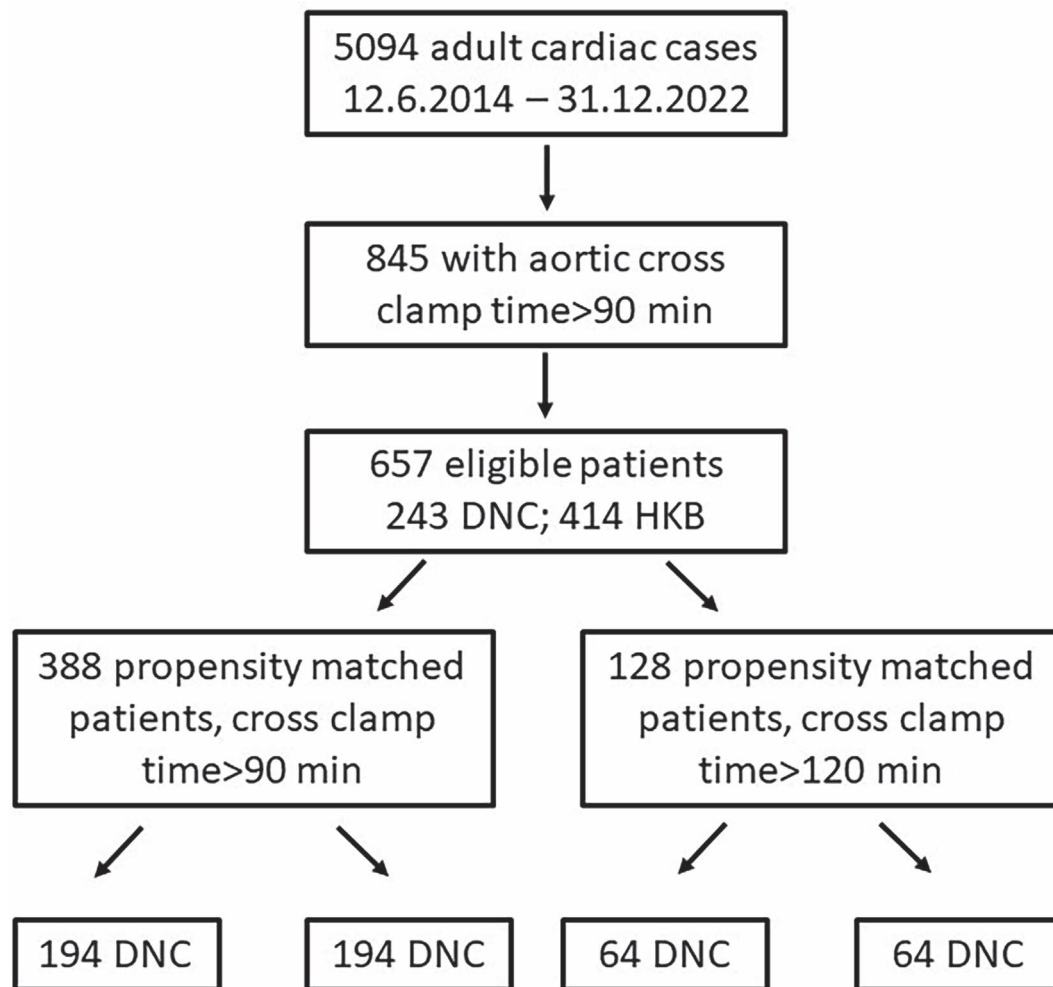 5094 adult cardiac cases
12.6.2014 – 31.12.2022
845 with aortic cross
clamp time>90 min
657 eligible patients
243 DNC; 414 HKB
388 propensity matched
patients, cross clamp
time>90 min
128 propensity matched
patients, cross clamp
time>120 min
194 DNC
194 DNC
64 DNC
64 DNC